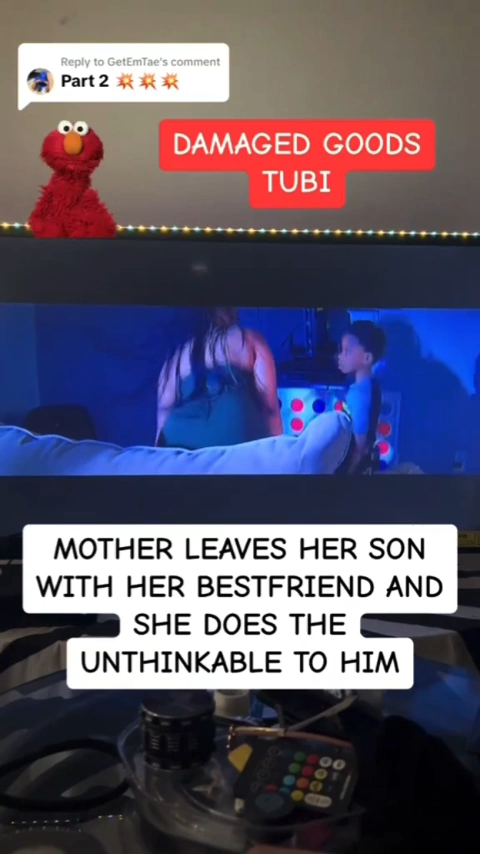 Reply to GetEmTae's comment
Part 2 💥💥💥
DAMAGED GOODS
TUBI
MOTHER LEAVES HER SON
WITH HER BESTFRIEND AND
SHE DOES THE
UNTHINKABLE TO HIM